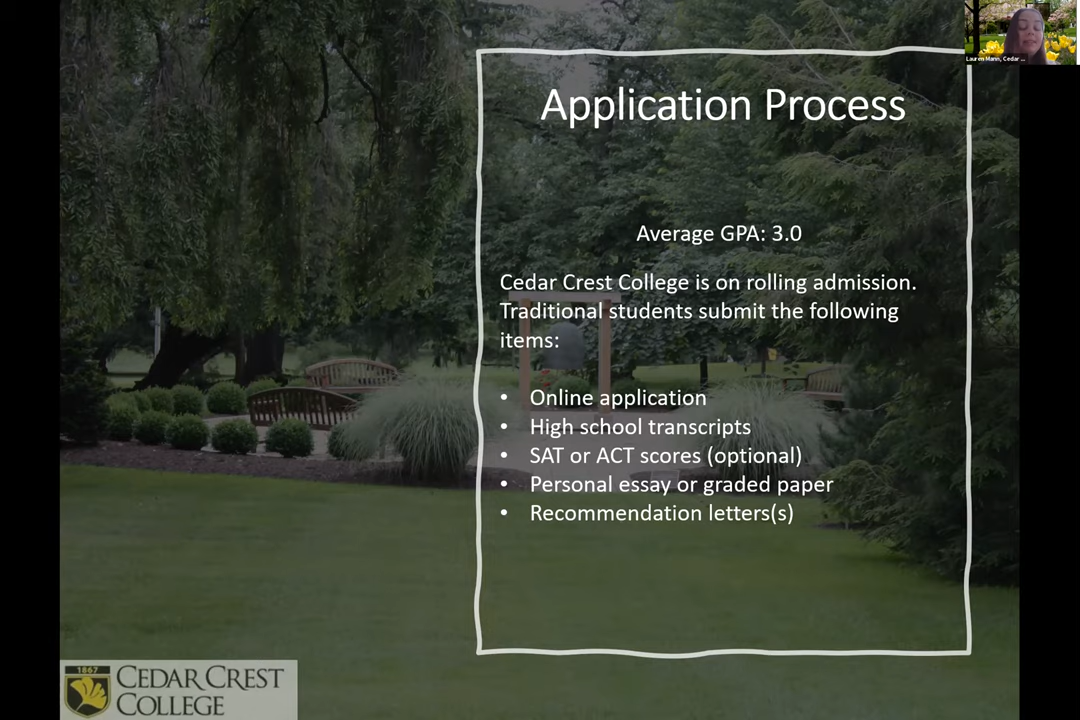 Lauren Mann, Cedar ...
Application Process
Average GPA: 3.0
Cedar Crest College is on rolling admission.
Traditional students submit the following
items:
• Online application
• High school transcripts
• SAT or ACT scores (optional)
• Personal essay or graded paper
• Recommendation letters(s)
1867
CEDAR CREST
COLLEGE